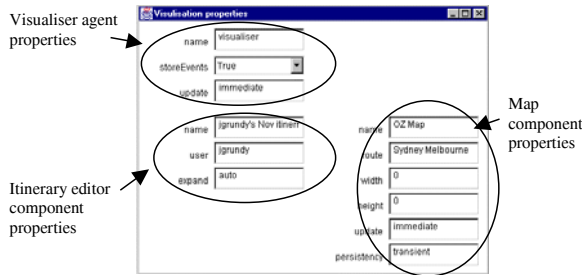 Visualiser agent
properties
Visulisation properties
name visualiser
storeEvents True
update immediate
name jgrundy's Nov itiner
user jgrundy
expand auto
Itinerary editor
component
properties
name OZ Map
route Sydney Melbourne
width 0
height 0
update immediate
persistency transient
Map
component
properties